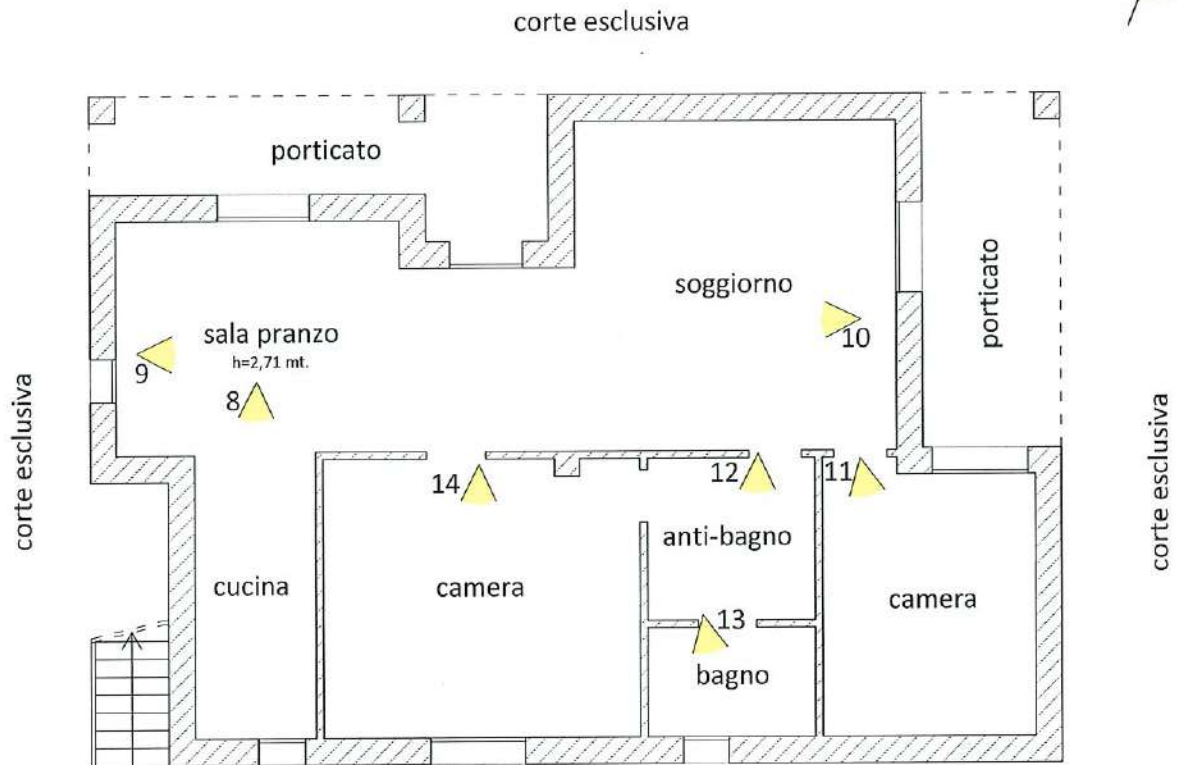 corte esclusiva
porticato
soggiorno
porticato
sala pranzo
h=2,71 mt.
9
8
10
corte esclusiva
corte esclusiva
14
12
11
anti-bagno
cucina
camera
camera
13
bagno